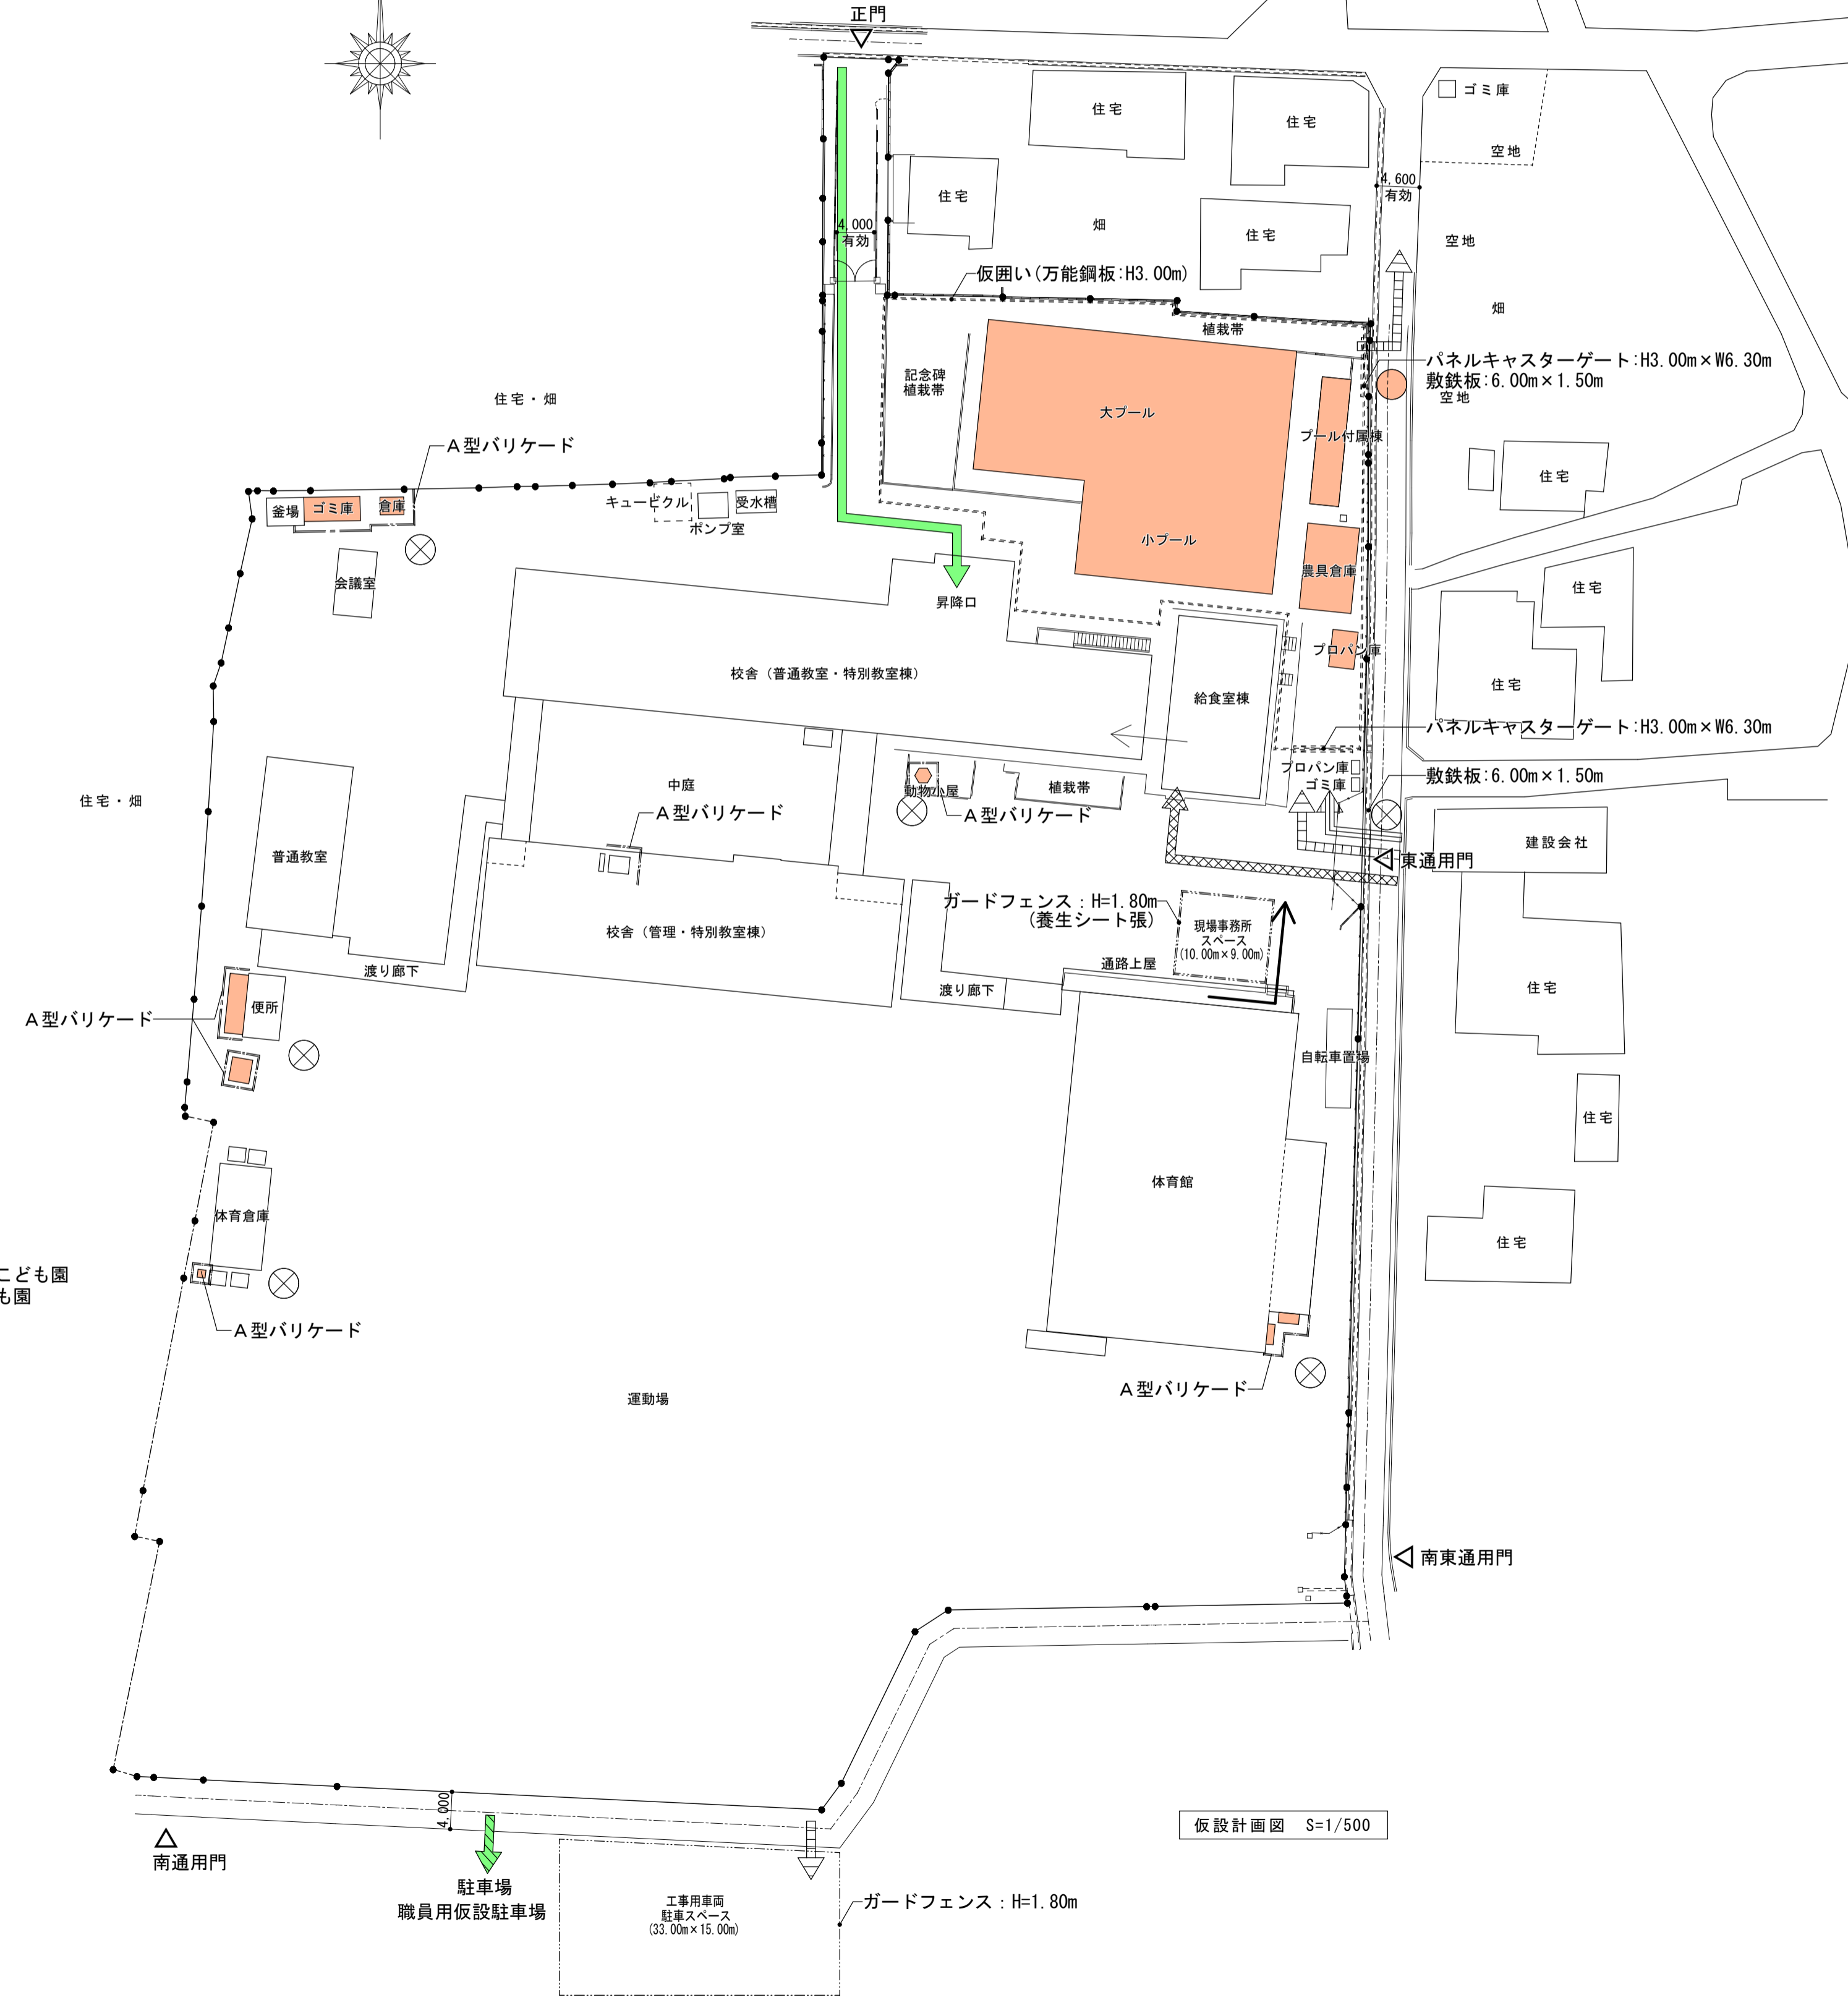 正門
ゴミ庫
住宅
住宅
空地
4,600
有効
住宅
4,000
有効
畑
住宅
空地
仮囲い(万能鋼板:H3.00m)
畑
植栽帯
パネルキャスターゲート:H3.00m×W6.30m
敷鉄板:6.00m×1.50m
空地
記念碑
植栽帯
住宅・畑
大プール
プール付属棟
A型バリケード
住宅
釜場
ゴミ庫
倉庫
キュービクル
受水槽
ポンプ室
小プール
会議室
農具倉庫
住宅
昇降口
プロパン庫
校舎（普通教室・特別教室棟）
住宅
給食室棟
パネルキャスターゲート:H3.00m×W6.30m
プロパン庫
敷鉄板:6.00m×1.50m
ゴミ庫
中庭
動物小屋
植栽帯
住宅・畑
A型バリケード
A型バリケード
建設会社
普通教室
東通用門
ガードフェンス：H=1.80m
（養生シート張）
現場事務所
スペース
(10.00m×9.00m)
校舎（管理・特別教室棟）
通路上屋
渡り廊下
渡り廊下
住宅
便所
A型バリケード
自転車置場
住宅
体育館
体育倉庫
住宅
こども園
も園
A型バリケード
A型バリケード
運動場
南東通用門
4,000
仮設計画図 S=1/500
南通用門
駐車場
職員用仮設駐車場
工事用車両
駐車スペース
(33.00m×15.00m)
ガードフェンス：H=1.80m